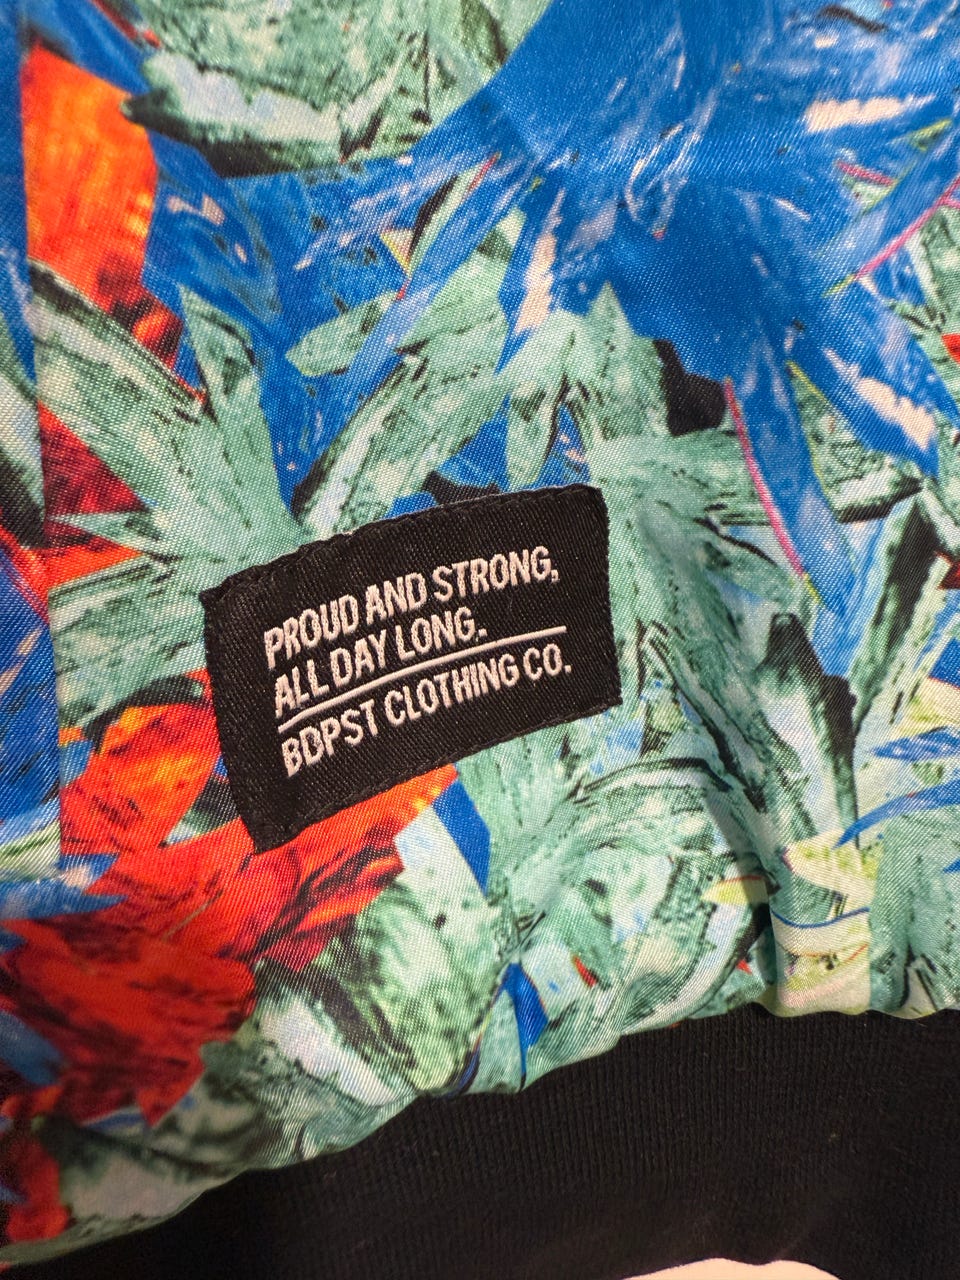 PROUD AND STRONG,
ALL DAY LONG.
BDPST CLOTHING CO.